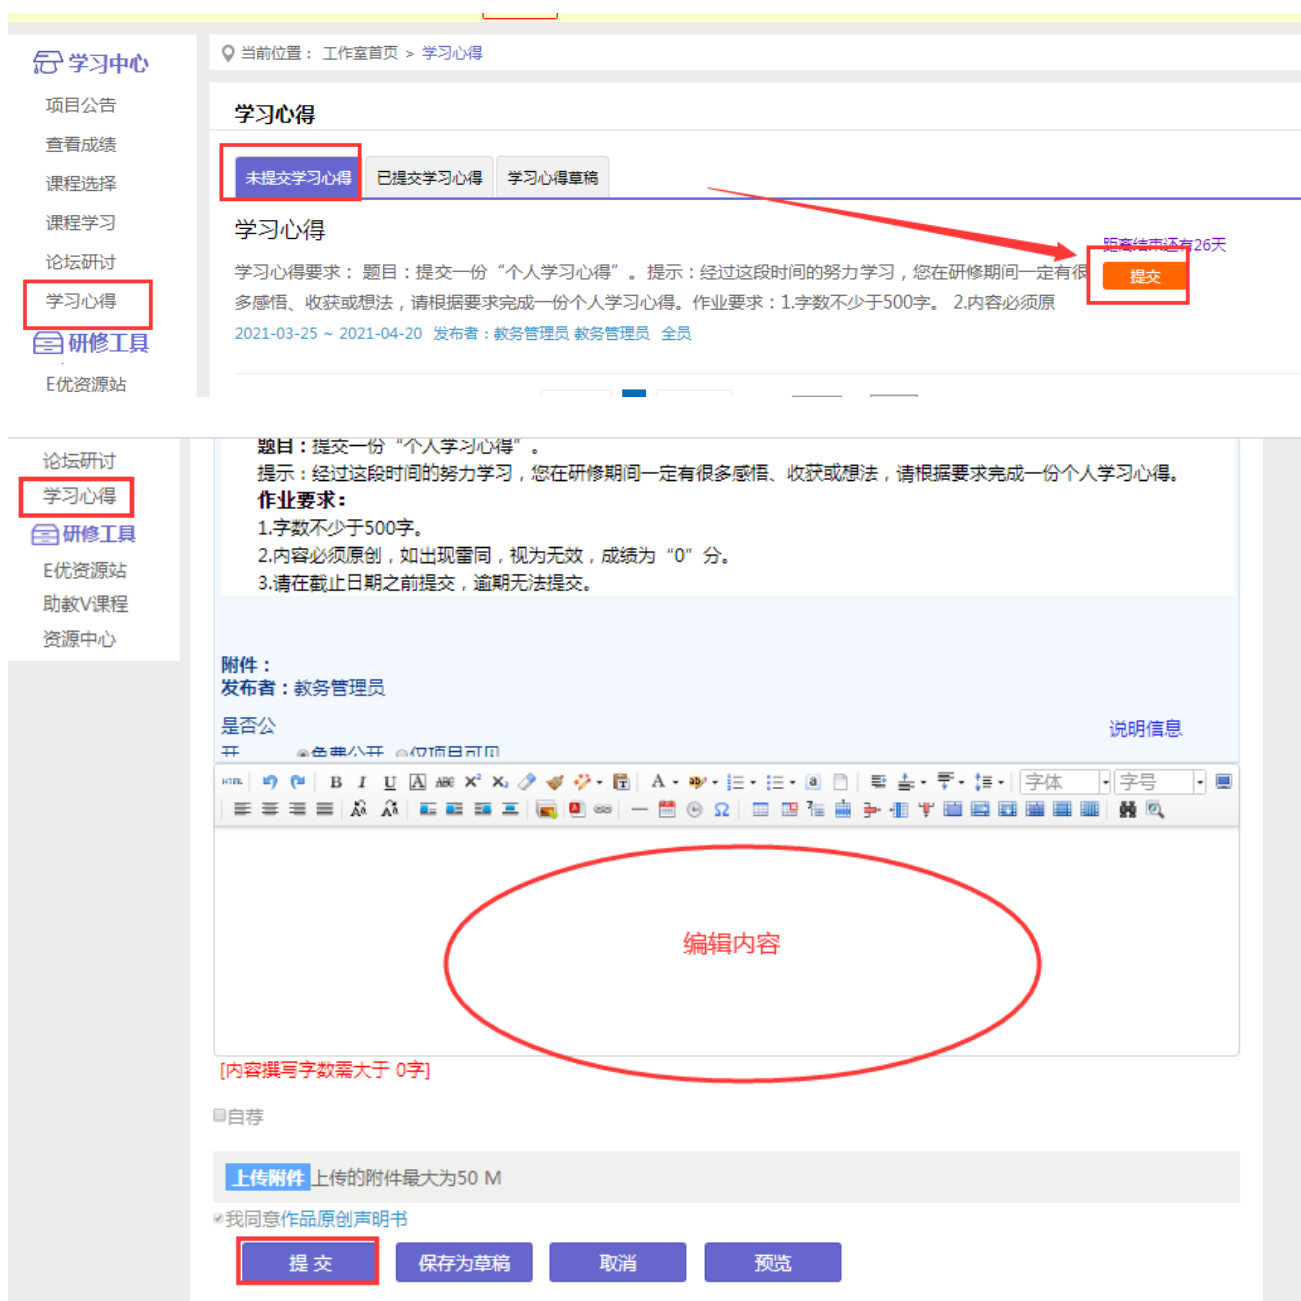 当前位置： 工作室首页 > 学习心得
学习中心
项目公告
查看成绩
课程选择
课程学习
论坛研讨
学习心得
研修工具
E优资源站
学习心得
未提交学习心得 已提交学习心得 学习心得草稿
学习心得
距离结束还有26天
学习心得要求： 题目：提交一份“个人学习心得”。提示：经过这段时间的努力学习，您在研修期间一定有很
多感悟、收获或想法，请根据要求完成一份个人学习心得。作业要求：1.字数不少于500字。 2.内容必须原
提交
2021-03-25 ~ 2021-04-20 发布者：教务管理员 教务管理员 全员
论坛研讨
学习心得
研修工具
E优资源站
助教V课程
资源中心
题目：提交一份“个人学习心得”。
提示：经过这段时间的努力学习，您在研修期间一定有很多感悟、收获或想法，请根据要求完成一份个人学习心得。
作业要求：
1.字数不少于500字。
2.内容必须原创，如出现雷同，视为无效，成绩为“0”分。
3.请在截止日期之前提交，逾期无法提交。
附件：
发布者：教务管理员
是否公
开 免费公开 仅项目可见
说明信息
HTML B I U A ABC X² X₂ A 字体 字号
编辑内容
[内容撰写字数需大于 0字]
自荐
上传附件 上传的附件最大为50 M
我同意作品原创声明书
提 交 保存为草稿 取消 预览